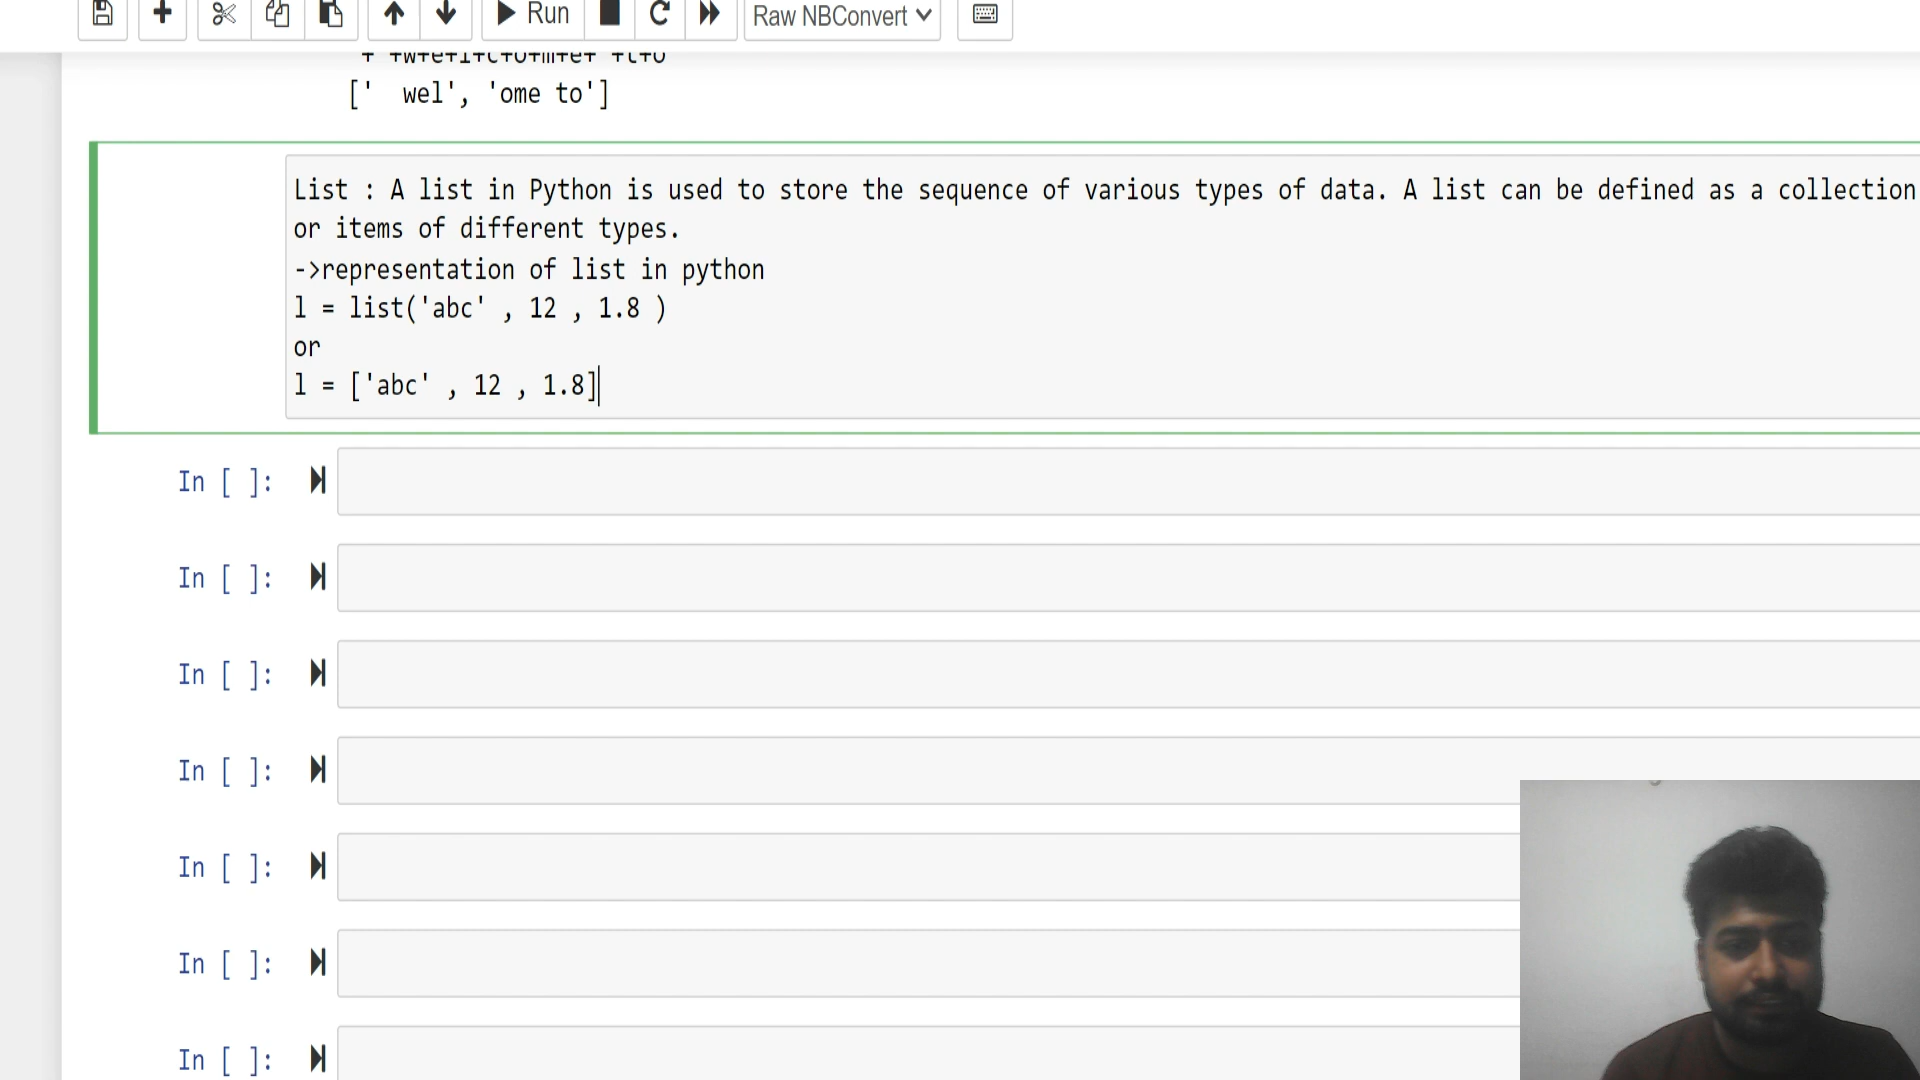 Run
Raw NBConvert
+ +w+e+l+c+o+m+e+ +t+o
['  wel', 'ome to']
List : A list in Python is used to store the sequence of various types of data. A list can be defined as a collection
or items of different types.
->representation of list in python
l = list('abc' , 12 , 1.8 )
or
l = ['abc' , 12 , 1.8]
In [ ]:
In [ ]:
In [ ]:
In [ ]:
In [ ]:
In [ ]:
In [ ]: